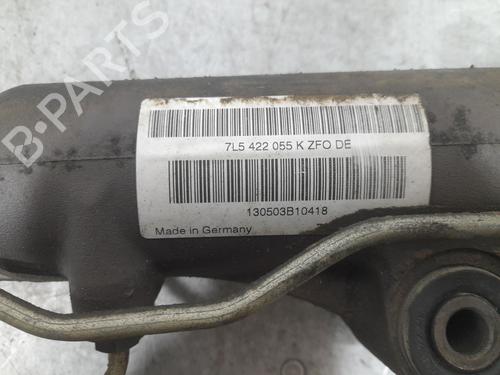 B-PARTS
7L5 422 055 K ZFO DE
130503B10418
Made in Germany